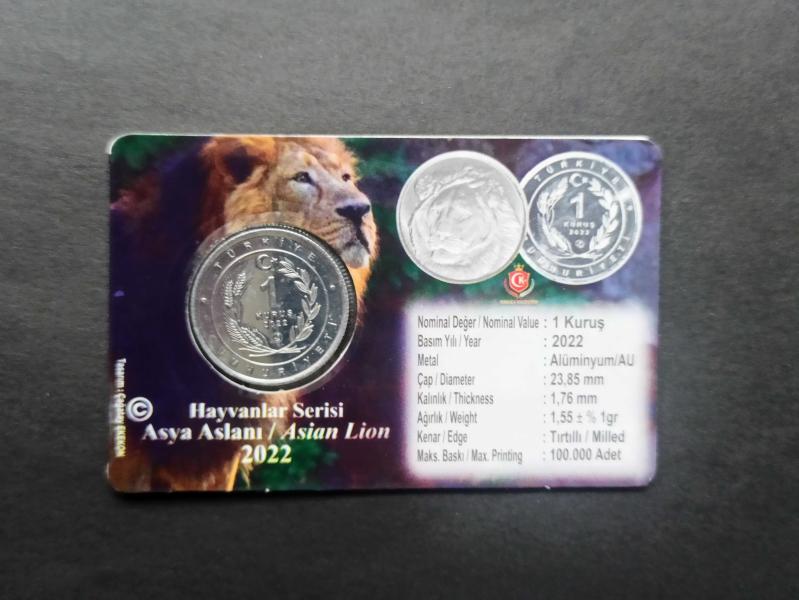 TÜRKİYE
1
KURUŞ
2022
CUMHURİYETİ
Hayvanlar Serisi
Asya Aslanı / Asian Lion
2022
©
TÜRKİYE
1
KURUŞ
2022
CUMHURİYETİ
CK
Nominal Değer / Nominal Value : 1 Kuruş
Basım Yılı / Year : 2022
Metal : Alüminyum/AU
Çap / Diameter : 23,85 mm
Kalınlık / Thickness : 1,76 mm
Ağırlık / Weight : 1,55 ± % 1gr
Kenar / Edge : Tırtıllı / Milled
Maks. Baskı / Max. Printing : 100.000 Adet